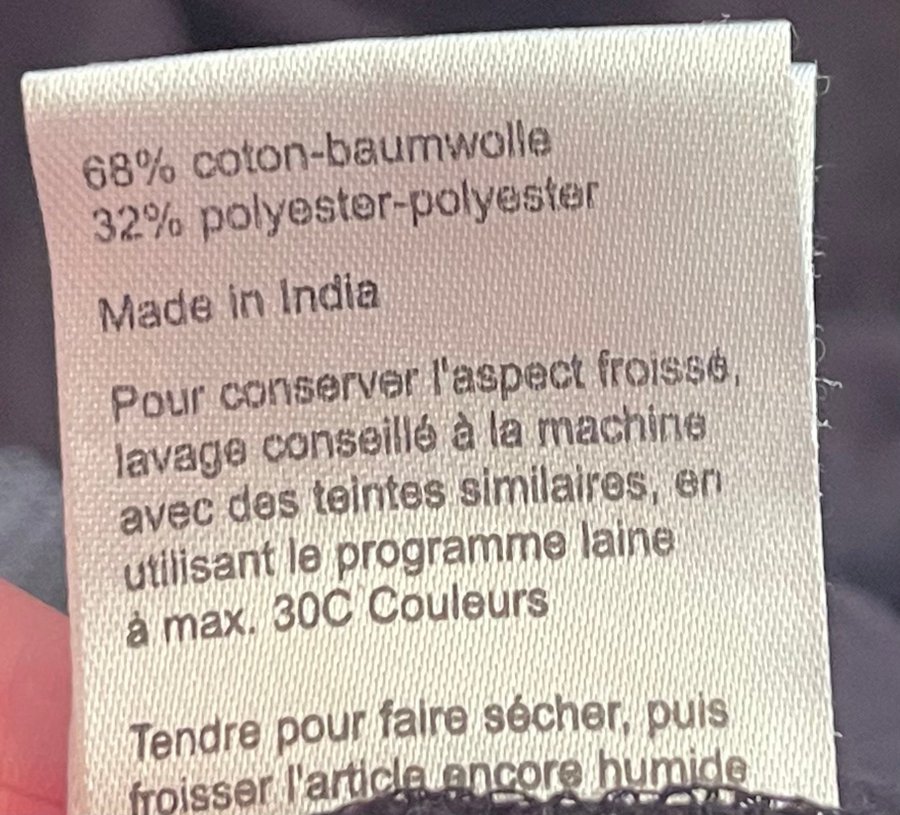 68% coton-baumwolle
32% polyester-polyester
Made in India
Pour conserver l'aspect froissé,
lavage conseillé à la machine
avec des teintes similaires, en
utilisant le programme laine
à max. 30C Couleurs
Tendre pour faire sécher, puis
froisser l'article encore humide